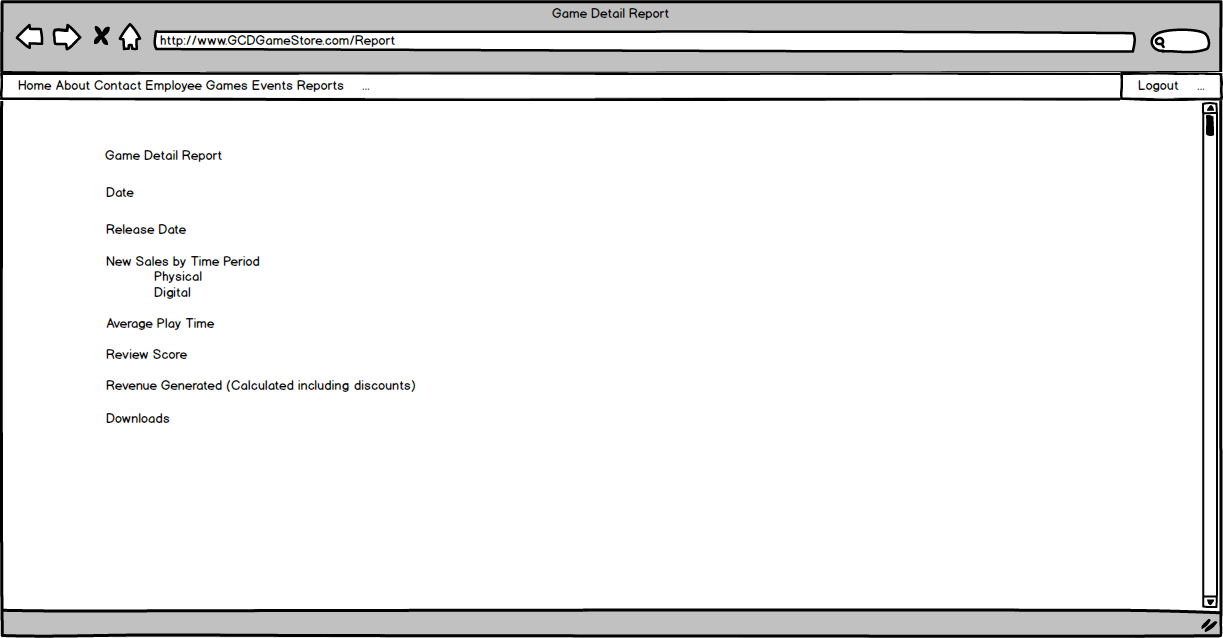 Game Detail Report
http://www.GCDGameStore.com/Report
Home About Contact Employee Games Events Reports ...
Logout ...
Game Detail Report
Date
Release Date
New Sales by Time Period
Physical
Digital
Average Play Time
Review Score
Revenue Generated (Calculated including discounts)
Downloads